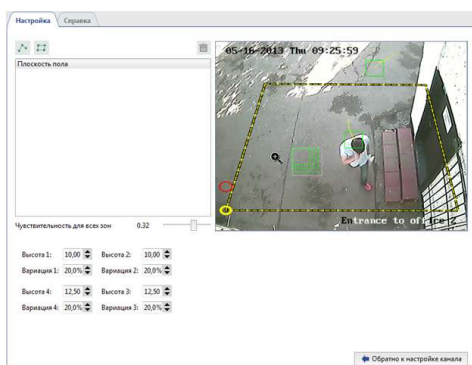 Настройка Справка
05-16-2013 Thu 09:25:59
Плоскость пола
Entrance to office 2
Чувствительность для всех зон 0.32
Высота 1: 10,00 Высота 2: 10,00
Вариация 1: 20,0% Вариация 2: 20,0%
Высота 4: 12,50 Высота 3: 12,50
Вариация 4: 20,0% Вариация 3: 20,0%
Обратно к настройке канала